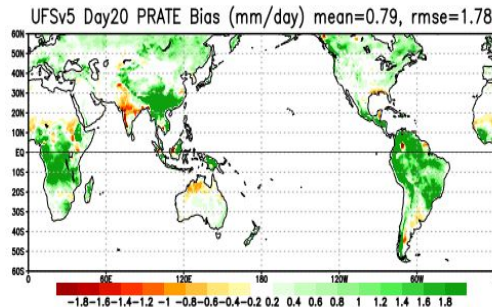 UFSv5 Day20 PRATE Bias (mm/day) mean=0.79, rmse=1.78
60N
50N
40N
30N
20N
10N
EQ
10S
20S
30S
40S
50S
60S
0 60E 120E 180 120W 60W 0
-1.8-1.6-1.4-1.2 -1 -0.8-0.6-0.4-0.2 0.2 0.4 0.6 0.8 1 1.2 1.4 1.6 1.8